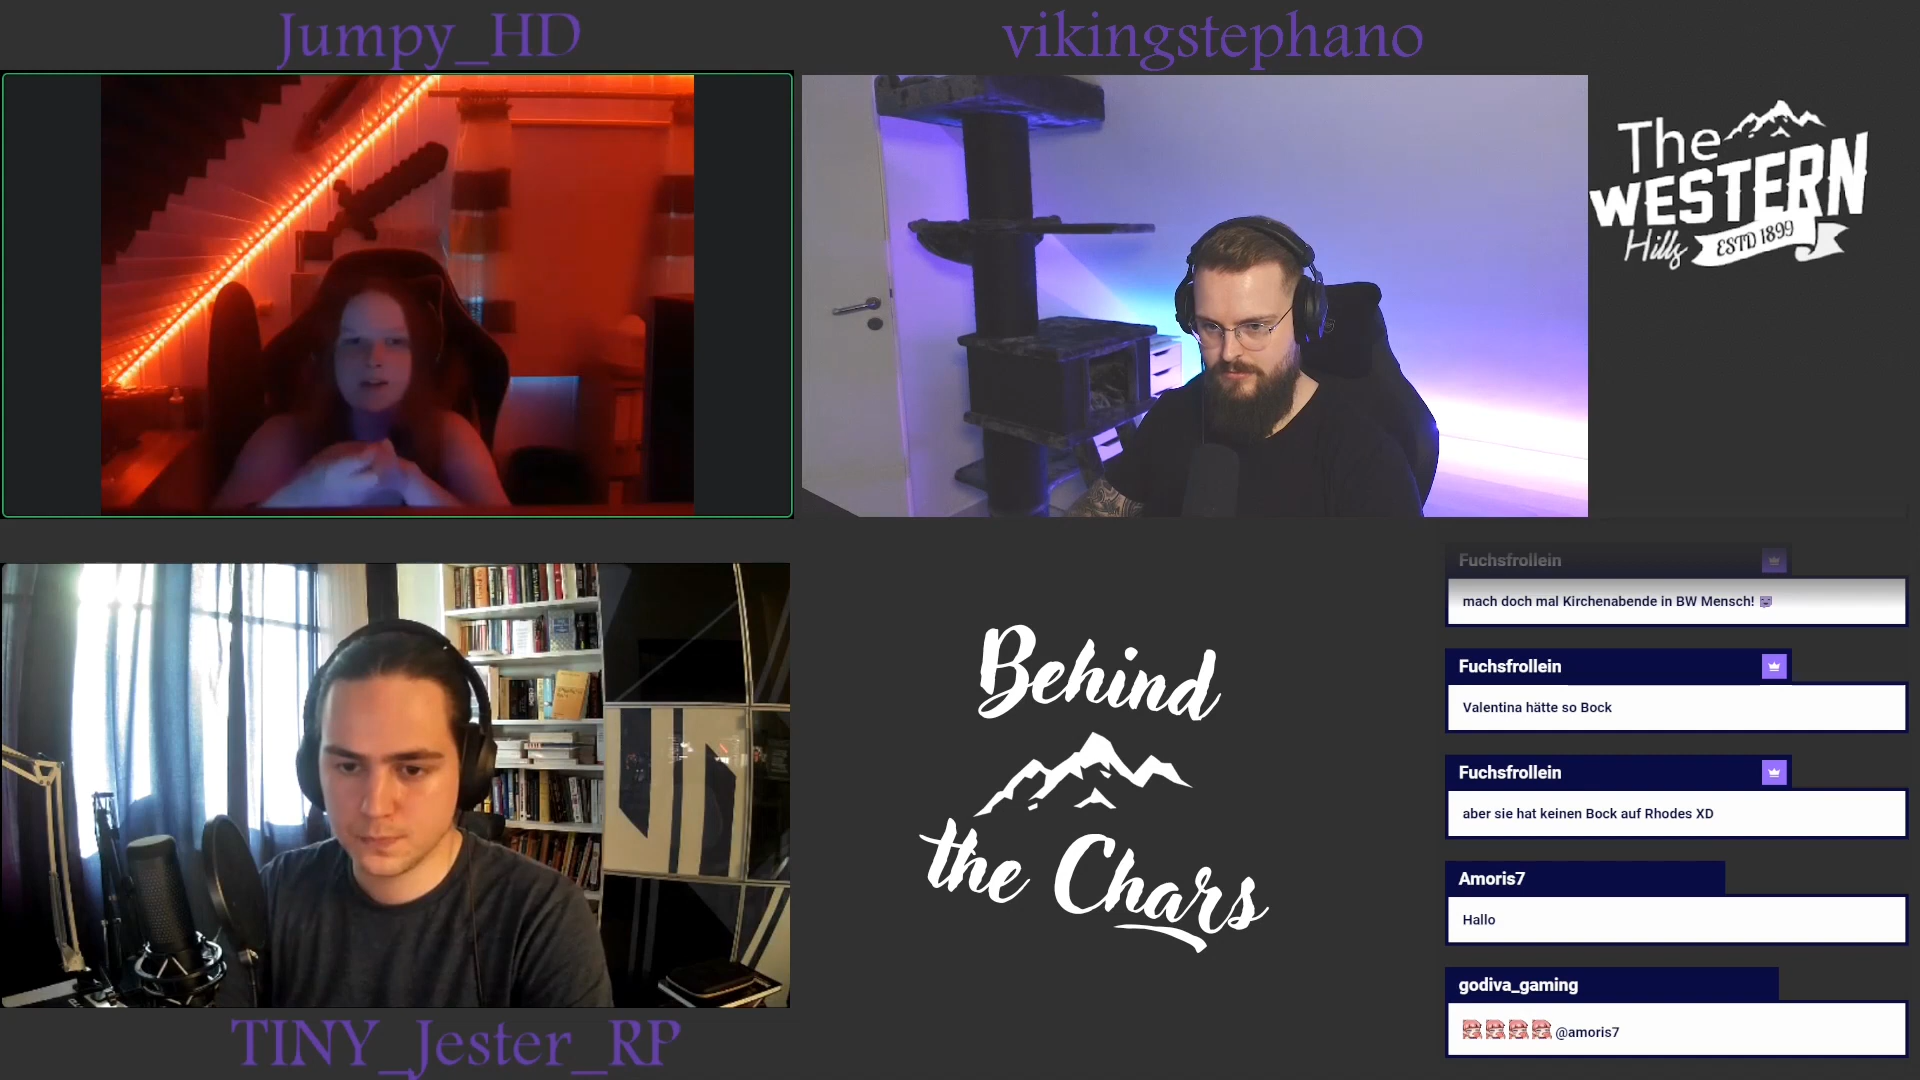 Jumpy_HD
vikingstephano
The
WESTERN
Hills
ESTD 1899
Fuchsfrollein
mach doch mal Kirchenabende in BW Mensch!
Fuchsfrollein
Valentina hätte so Bock
Fuchsfrollein
aber sie hat keinen Bock auf Rhodes XD
Amoris7
Hallo
godiva_gaming
@amoris7
Behind
the Chars
TINY_Jester_RP